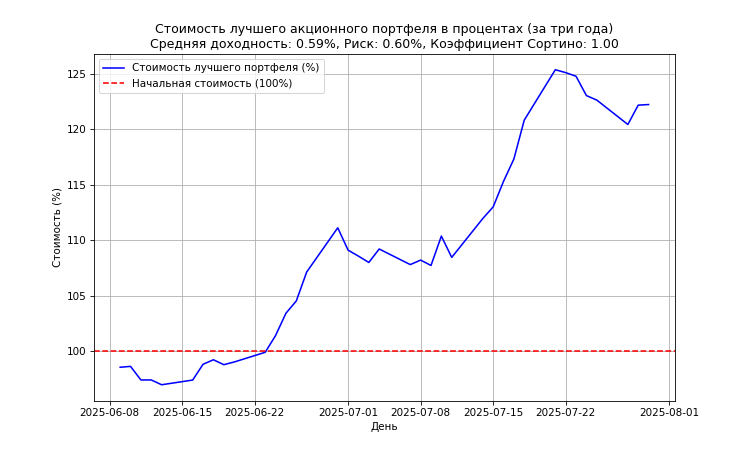 Стоимость лучшего акционного портфеля в процентах (за три года)
Средняя доходность: 0.59%, Риск: 0.60%, Коэффициент Сортино: 1.00
Стоимость лучшего портфеля (%)
Начальная стоимость (100%)
Стоимость (%)
125
120
115
110
105
100
2025-06-08 2025-06-15 2025-06-22 2025-07-01 2025-07-08 2025-07-15 2025-07-22 2025-08-01
День